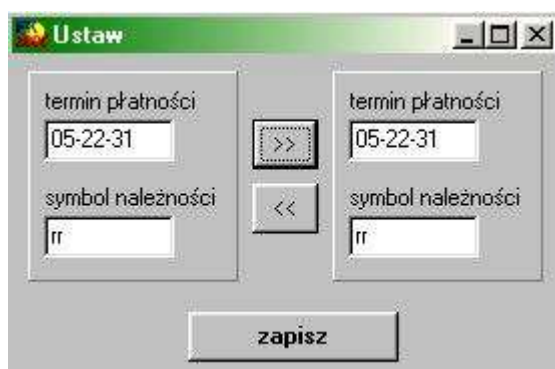 Ustaw
termin płatności
05-22-31
symbol należności
rr
>>
<<
termin płatności
05-22-31
symbol należności
rr
zapisz